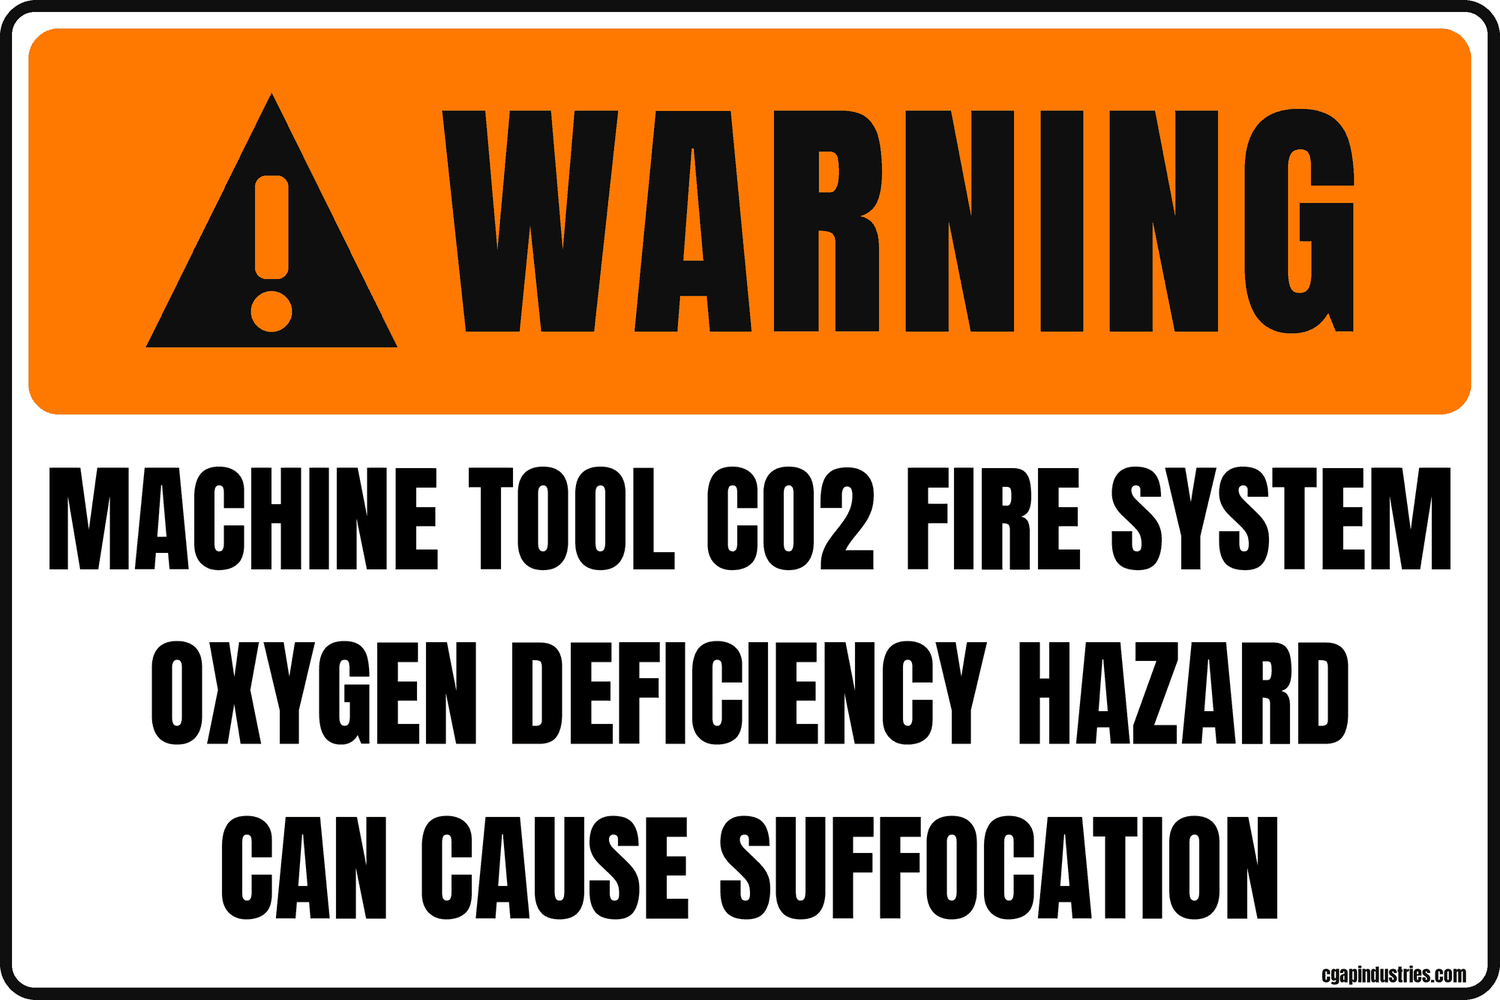 WARNING
MACHINE TOOL CO2 FIRE SYSTEM
OXYGEN DEFICIENCY HAZARD
CAN CAUSE SUFFOCATION
cgapindustries.com